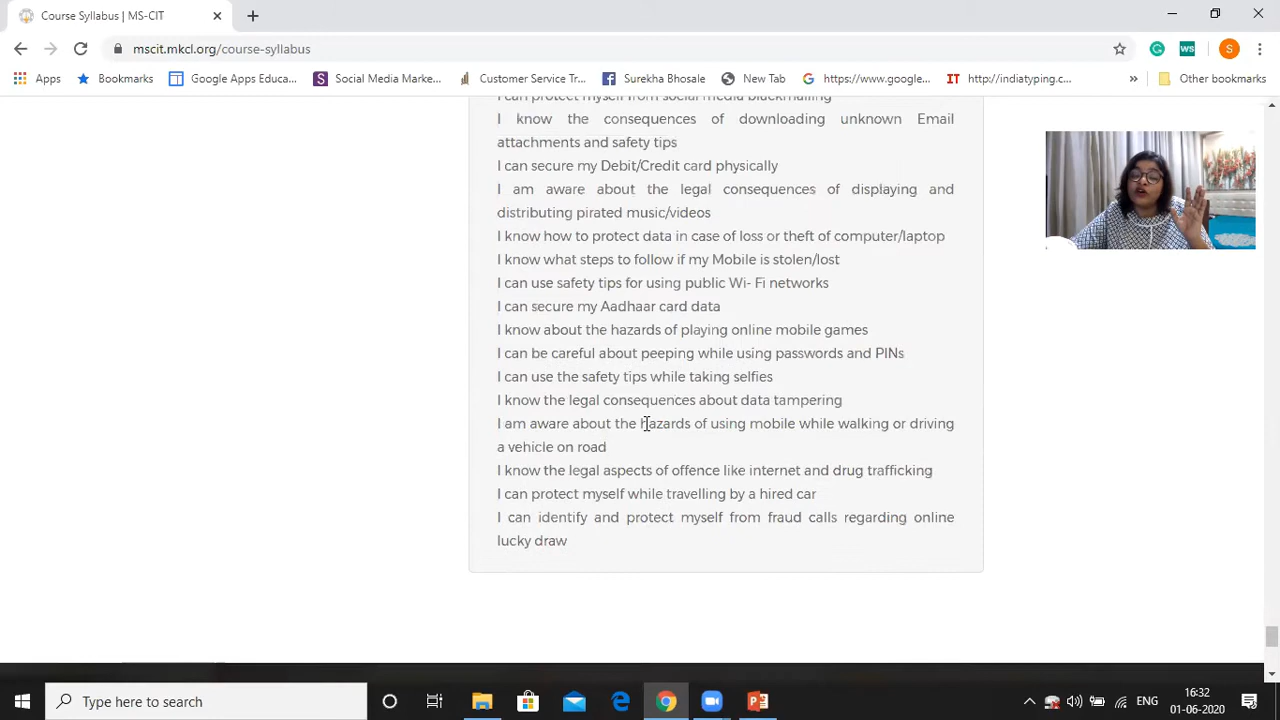 Course Syllabus | MS-CIT
mscit.mkcl.org/course-syllabus
WS
S
Apps
Bookmarks
Google Apps Educa...
S
Social Media Marke...
Customer Service Tr...
Surekha Bhosale
New Tab
https://www.google...
IT
http://indiatyping.c...
»
Other bookmarks
I can protect myself from social media blackmailing
I know the consequences of downloading unknown Email
attachments and safety tips
I can secure my Debit/Credit card physically
I am aware about the legal consequences of displaying and
distributing pirated music/videos
I know how to protect data in case of loss or theft of computer/laptop
I know what steps to follow if my Mobile is stolen/lost
I can use safety tips for using public Wi- Fi networks
I can secure my Aadhaar card data
I know about the hazards of playing online mobile games
I can be careful about peeping while using passwords and PINs
I can use the safety tips while taking selfies
I know the legal consequences about data tampering
I am aware about the hazards of using mobile while walking or driving
a vehicle on road
I know the legal aspects of offence like internet and drug trafficking
I can protect myself while travelling by a hired car
I can identify and protect myself from fraud calls regarding online
lucky draw
Type here to search
ENG
16:32
01-06-2020